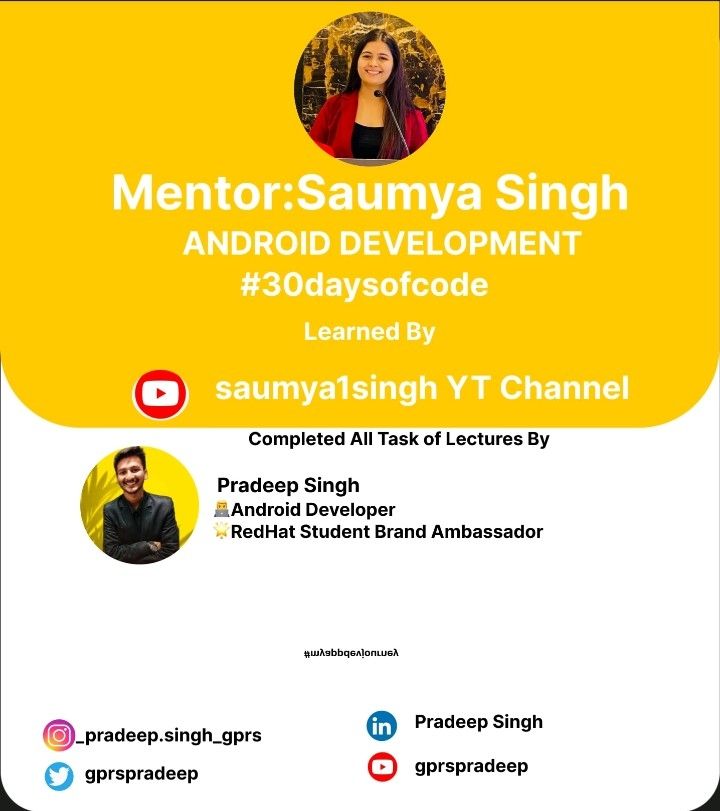 Mentor:Saumya Singh
ANDROID DEVELOPMENT
#30daysofcode
Learned By
saumya1singh YT Channel
Completed All Task of Lectures By
Pradeep Singh
👨‍💻Android Developer
🌟RedHat Student Brand Ambassador
#myappdevjourney
_pradeep.singh_gprs
Pradeep Singh
gprspradeep
gprspradeep